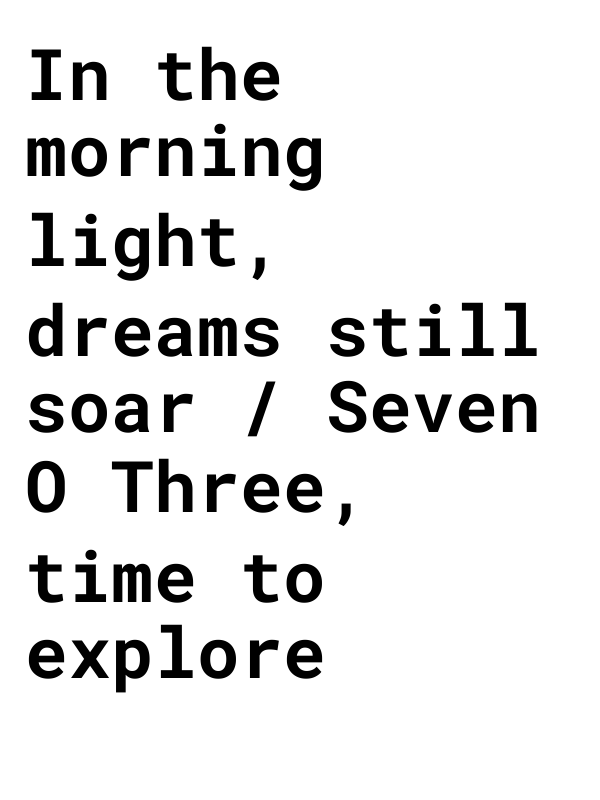 In the
morning
light,
dreams still
soar / Seven
O Three,
time to
explore